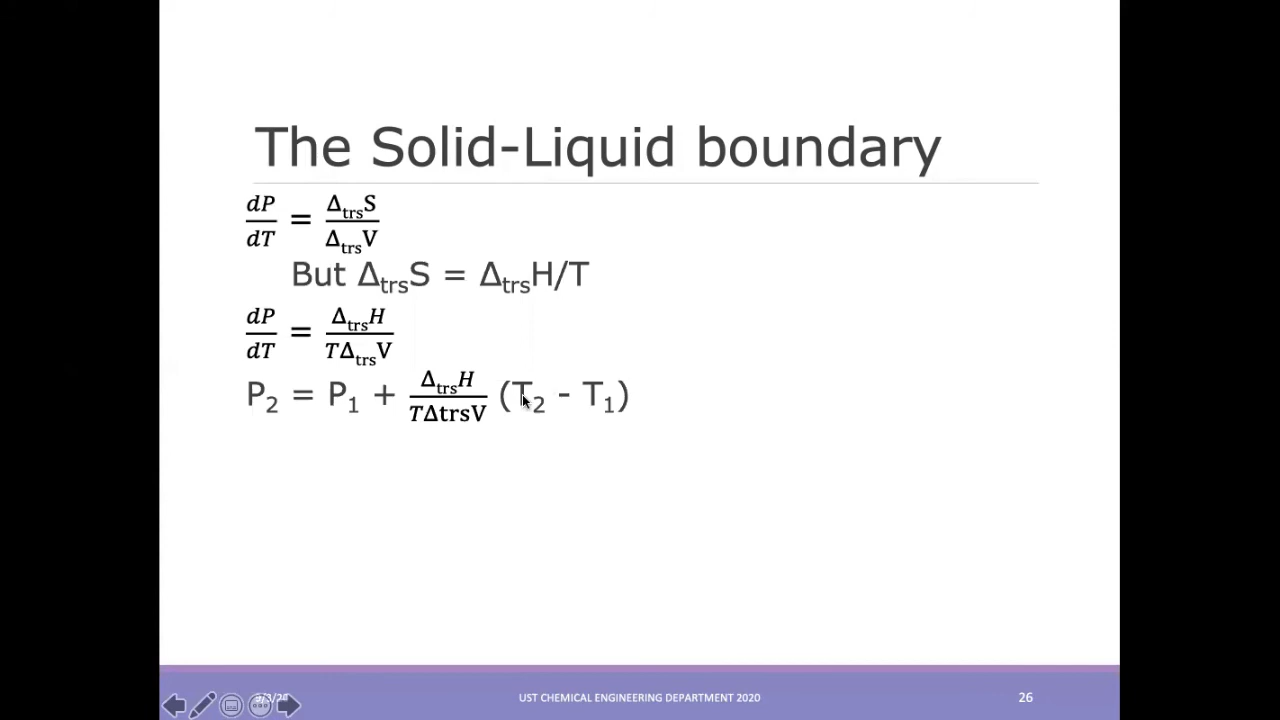 The Solid-Liquid boundary
dP/dT = ΔtrsS/ΔtrsV
But ΔtrsS = ΔtrsH/T
dP/dT = ΔtrsH/TΔtrsV
P2 = P1 + ΔtrsH/TΔtrsV (T2 - T1)
UST CHEMICAL ENGINEERING DEPARTMENT 2020
26